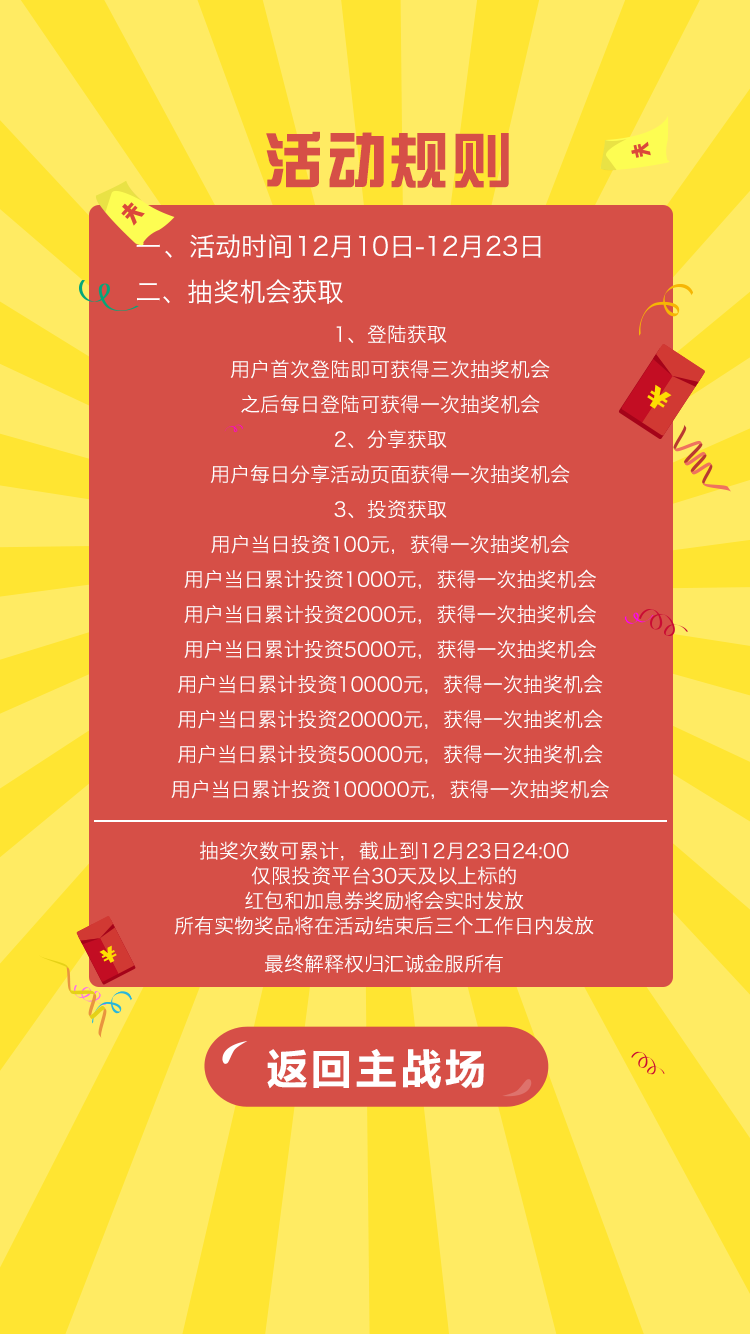 活动规则
一、活动时间12月10日-12月23日
二、抽奖机会获取
1、登陆获取
用户首次登陆即可获得三次抽奖机会
之后每日登陆可获得一次抽奖机会
2、分享获取
用户每日分享活动页面获得一次抽奖机会
3、投资获取
用户当日投资100元，获得一次抽奖机会
用户当日累计投资1000元，获得一次抽奖机会
用户当日累计投资2000元，获得一次抽奖机会
用户当日累计投资5000元，获得一次抽奖机会
用户当日累计投资10000元，获得一次抽奖机会
用户当日累计投资20000元，获得一次抽奖机会
用户当日累计投资50000元，获得一次抽奖机会
用户当日累计投资100000元，获得一次抽奖机会
抽奖次数可累计，截止到12月23日24:00
仅限投资平台30天及以上标的
红包和加息券奖励将会实时发放
所有实物奖品将在活动结束后三个工作日内发放
最终解释权归汇诚金服所有
返回主战场
¥
¥